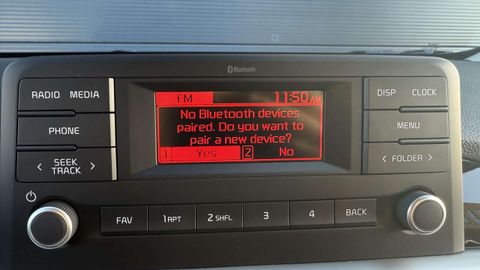 Bluetooth
RADIO MEDIA
PHONE
SEEK
TRACK
FM 11:50 AM
No Bluetooth devices
paired. Do you want to
pair a new device?
1 Yes 2 No
DISP CLOCK
MENU
FOLDER
FAV 1 RPT 2 SHFL 3 4 BACK